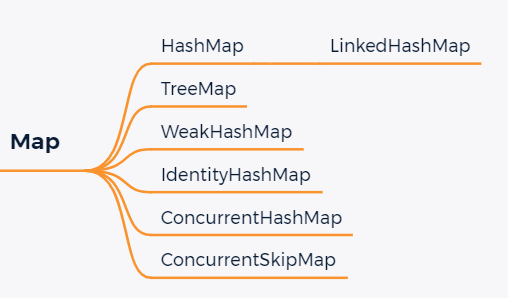 Map
HashMap
LinkedHashMap
TreeMap
WeakHashMap
IdentityHashMap
ConcurrentHashMap
ConcurrentSkipMap